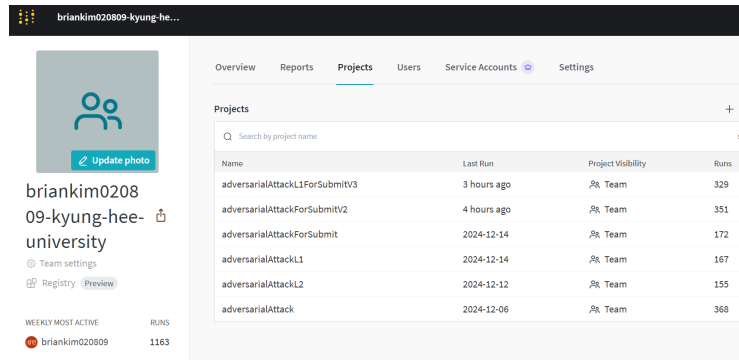 briankim020809-kyung-he...
Overview Reports Projects Users Service Accounts Settings
Update photo
briankim0208
09-kyung-hee-
university
Team settings
Registry Preview
WEEKLY MOST ACTIVE RUNS
briankim020809 1163
Projects
Search by project name
Name Last Run Project Visibility Runs
adversarialAttackL1ForSubmitV3 3 hours ago Team 329
adversarialAttackForSubmitV2 4 hours ago Team 351
adversarialAttackForSubmit 2024-12-14 Team 172
adversarialAttackL1 2024-12-14 Team 167
adversarialAttackL2 2024-12-12 Team 155
adversarialAttack 2024-12-06 Team 368